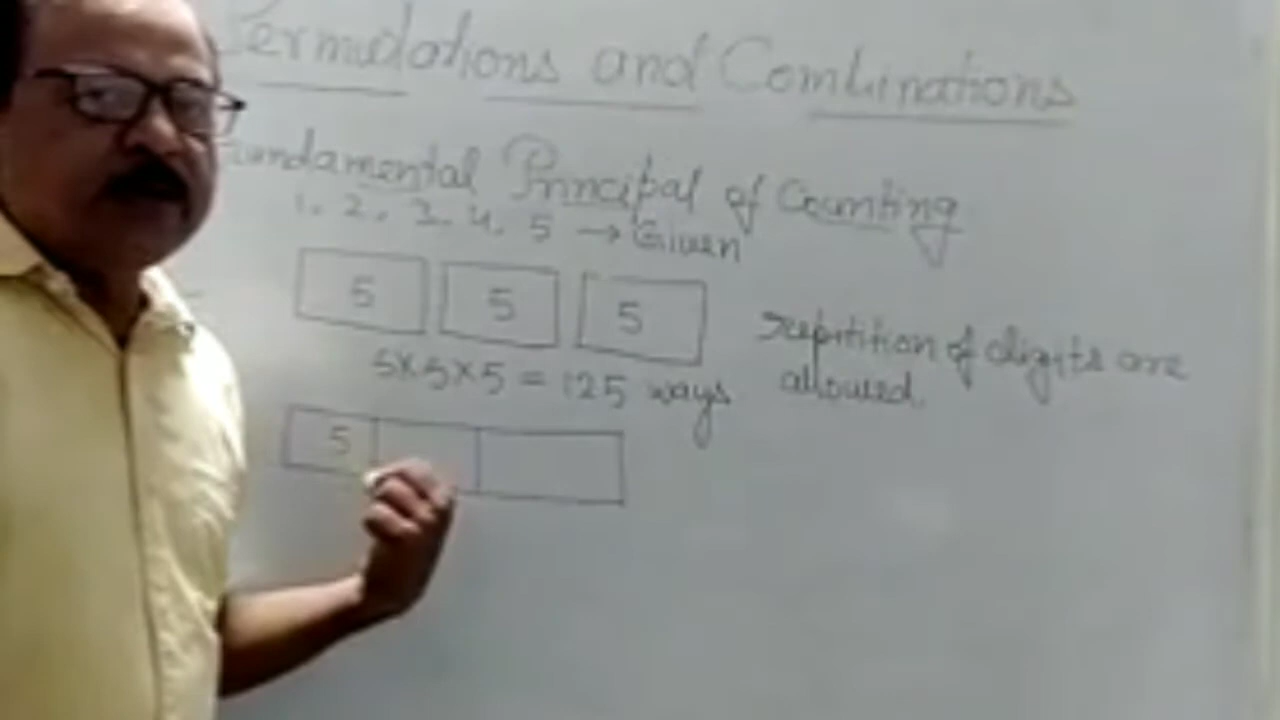 Permutations and Combinations
Fundamental Principal of Counting
1, 2, 3, 4, 5 → Given
5 5 5
repitition of digits are
allowed.
5×5×5 = 125 ways
5